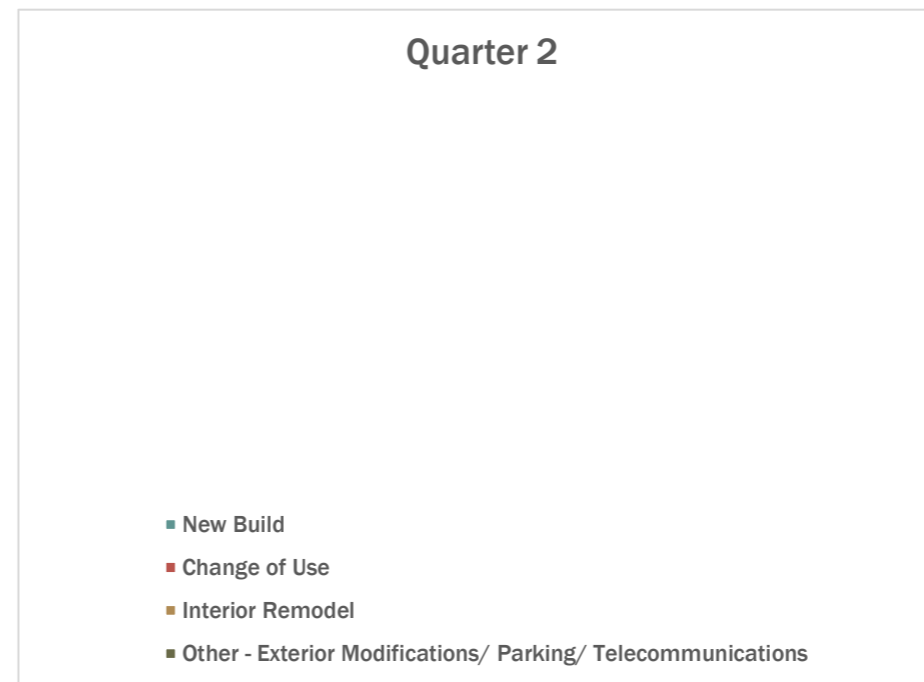 Quarter 2
New Build
Change of Use
Interior Remodel
Other - Exterior Modifications/ Parking/ Telecommunications